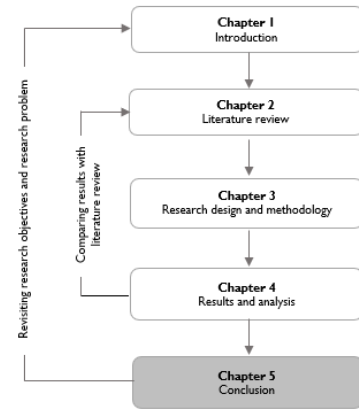 Chapter 1
Introduction
Chapter 2
Literature review
Chapter 3
Research design and methodology
Chapter 4
Results and analysis
Chapter 5
Conclusion
Revisiting research objectives and research problem
Comparing results with
literature review